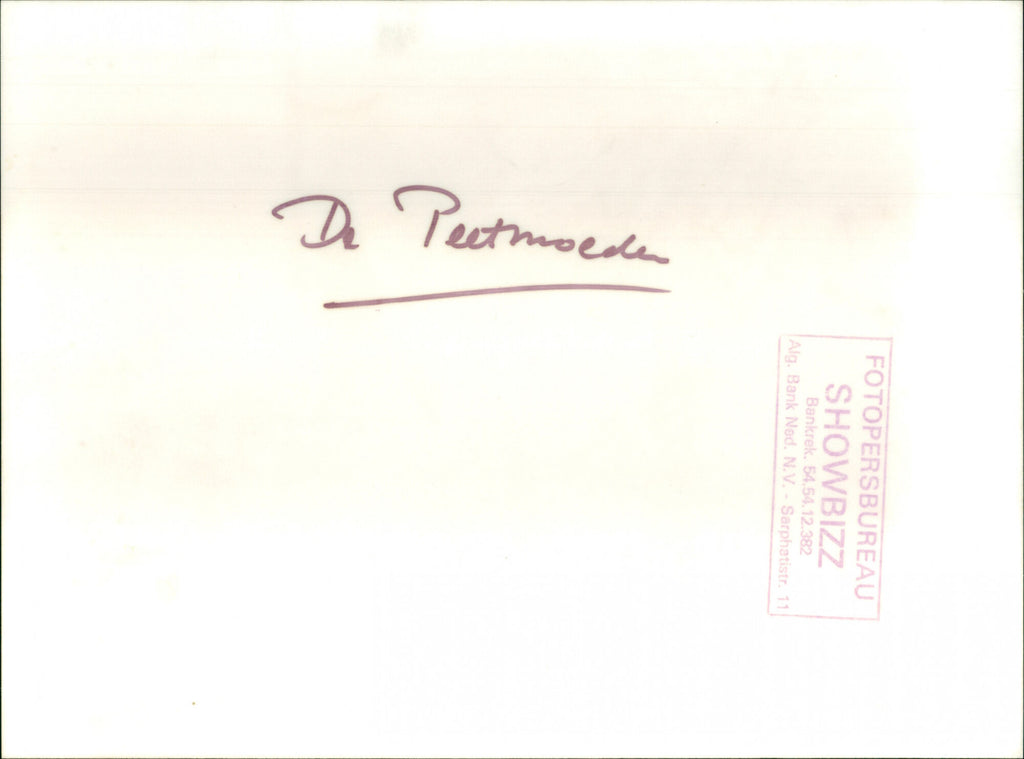 De Peetmoeder
FOTOPERSBUREAU
SHOWBIZZ
Bankrek. 54.54.12.382
Alg. Bank Ned. N.V. - Sarphatistr. 11